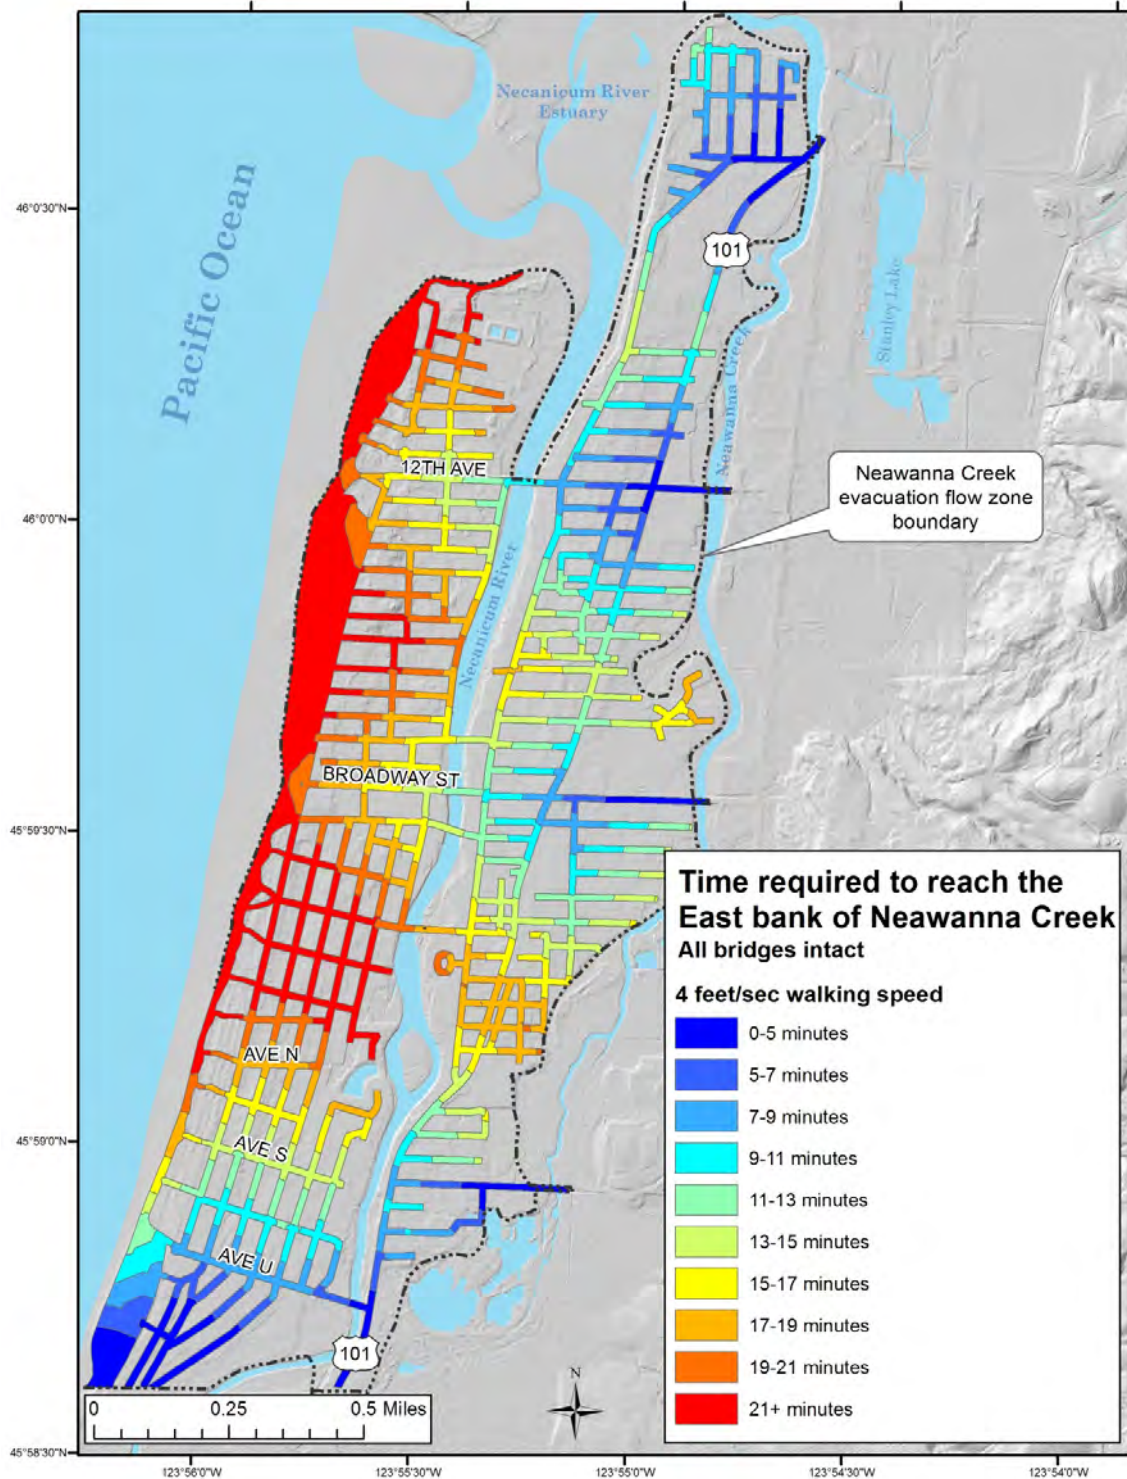 Necanicum River
Estuary
Pacific Ocean
46°0'30"N
101
Stanley Lake
Neawanna Creek
12TH AVE
Neawanna Creek
evacuation flow zone
boundary
46°0'0"N
Necanicum River
BROADWAY ST
45°59'30"N
Time required to reach the
East bank of Neawanna Creek
All bridges intact
4 feet/sec walking speed
0-5 minutes
5-7 minutes
7-9 minutes
9-11 minutes
11-13 minutes
13-15 minutes
15-17 minutes
17-19 minutes
19-21 minutes
21+ minutes
AVE N
45°59'0"N
AVE S
AVE U
101
N
0 0.25 0.5 Miles
45°58'30"N
123°56'0"W 123°55'30"W 123°55'0"W 123°54'30"W 123°54'0"W